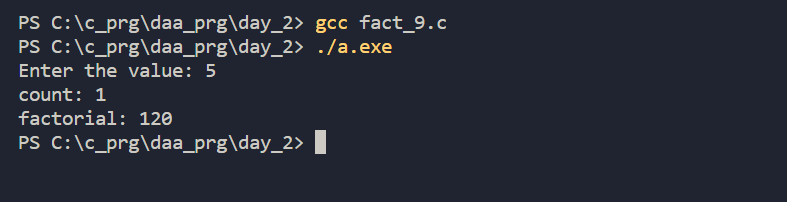 PS C:\c_prg\daa_prg\day_2> gcc fact_9.c
PS C:\c_prg\daa_prg\day_2> ./a.exe
Enter the value: 5
count: 1
factorial: 120
PS C:\c_prg\daa_prg\day_2>